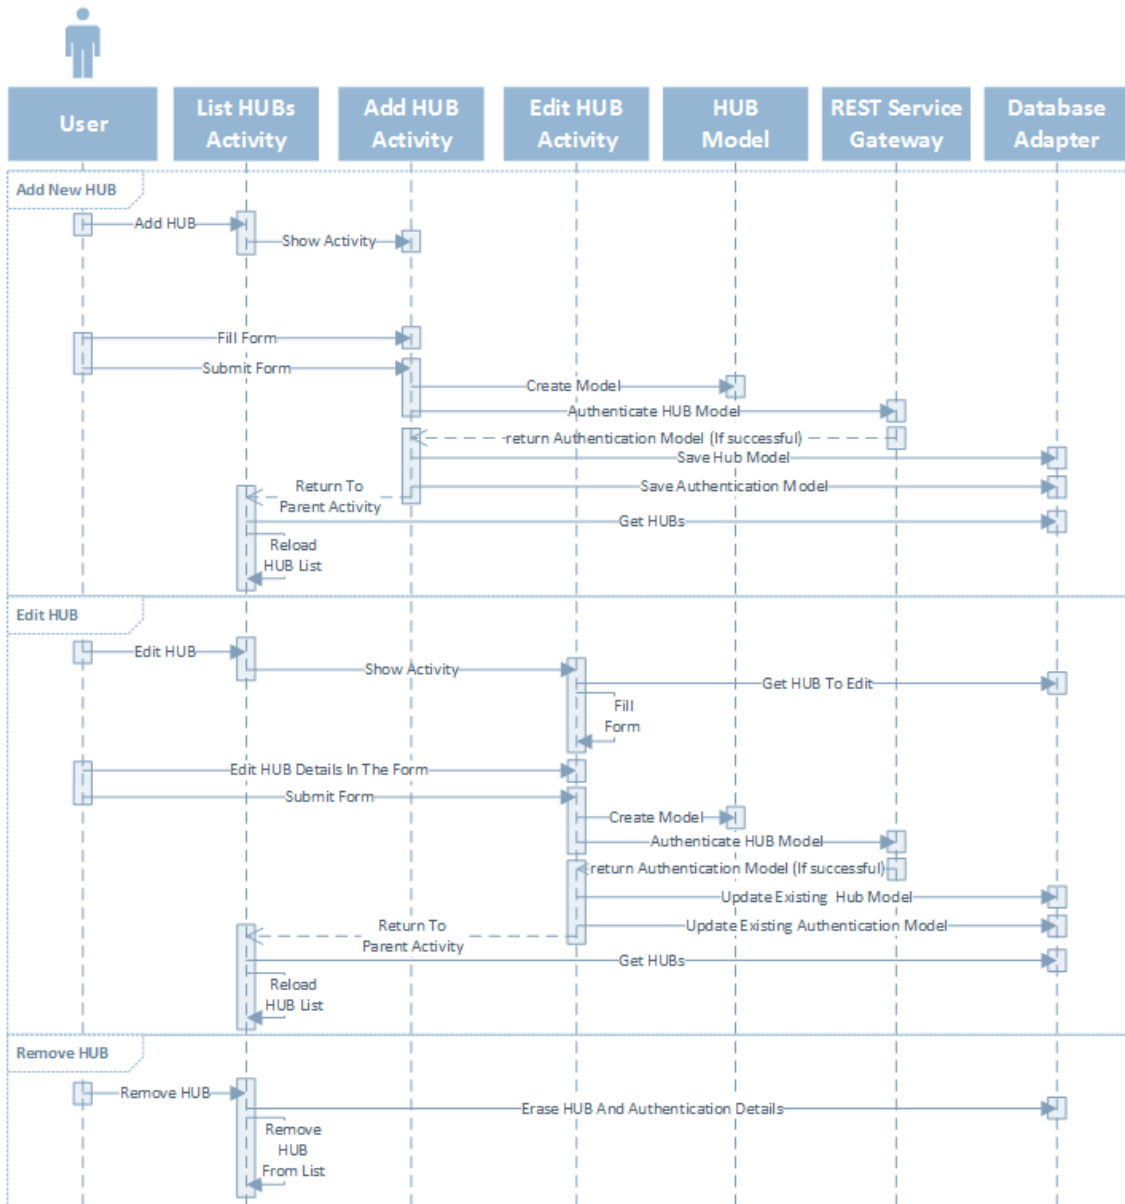 User
List HUBs
Activity
Add HUB
Activity
Edit HUB
Activity
HUB
Model
REST Service
Gateway
Database
Adapter
Add New HUB
Add HUB
Show Activity
Fill Form
Submit Form
Create Model
Authenticate HUB Model
return Authentication Model (If successful)
Save Hub Model
Save Authentication Model
Return To
Parent Activity
Get HUBs
Reload
HUB List
Edit HUB
Edit HUB
Show Activity
Get HUB To Edit
Fill
Form
Edit HUB Details In The Form
Submit Form
Create Model
Authenticate HUB Model
return Authentication Model (If successful)
Update Existing Hub Model
Update Existing Authentication Model
Return To
Parent Activity
Get HUBs
Reload
HUB List
Remove HUB
Remove HUB
Erase HUB And Authentication Details
Remove
HUB
From List